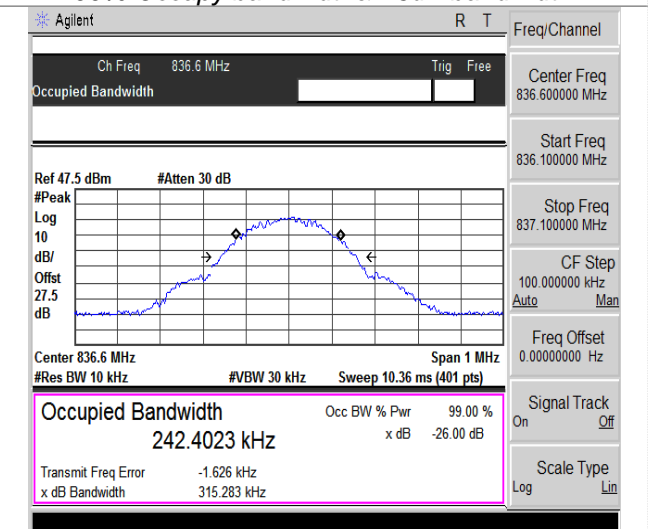 Agilent R T
Freq/Channel
Ch Freq 836.6 MHz Trig Free
Occupied Bandwidth
Center Freq
836.600000 MHz
Start Freq
836.100000 MHz
Stop Freq
837.100000 MHz
CF Step
100.000000 kHz
Auto Man
Freq Offset
0.00000000 Hz
Signal Track
On Off
Scale Type
Log Lin
Ref 47.5 dBm #Atten 30 dB
#Peak
Log
10
dB/
Offst
27.5
dB
Center 836.6 MHz Span 1 MHz
#Res BW 10 kHz #VBW 30 kHz Sweep 10.36 ms (401 pts)
Occupied Bandwidth Occ BW % Pwr 99.00 %
242.4023 kHz x dB -26.00 dB
Transmit Freq Error -1.626 kHz
x dB Bandwidth 315.283 kHz